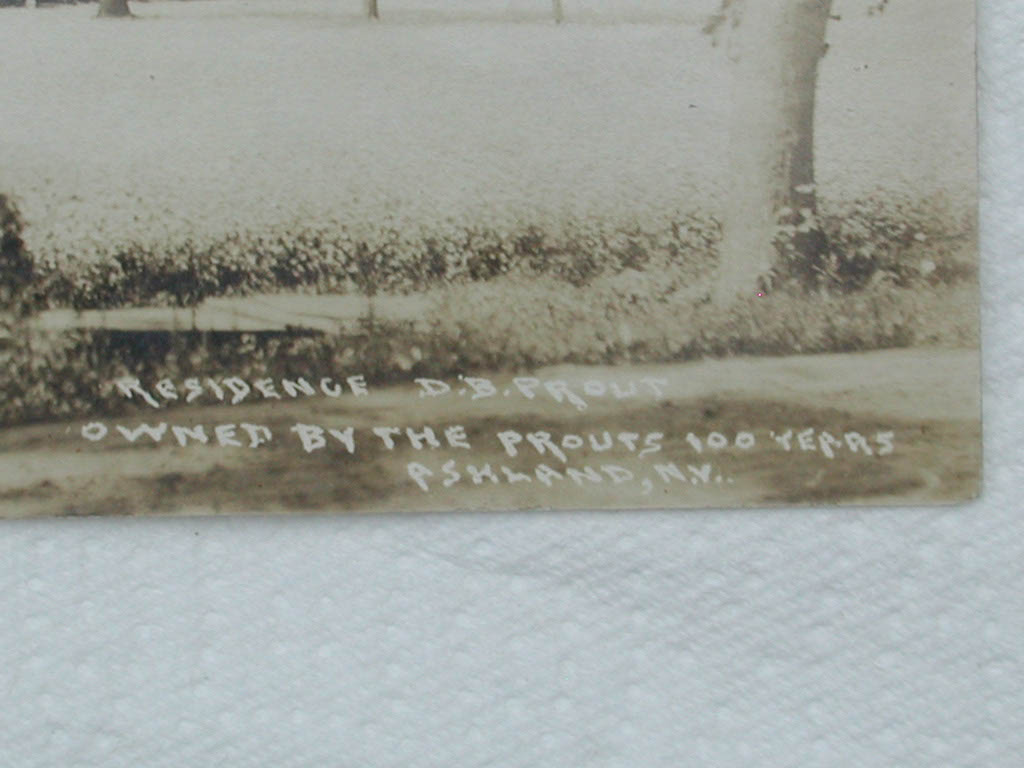 RESIDENCE D.B. PROUT
OWNED BY THE PROUTS 100 YEARS
ASHLAND, N.Y.